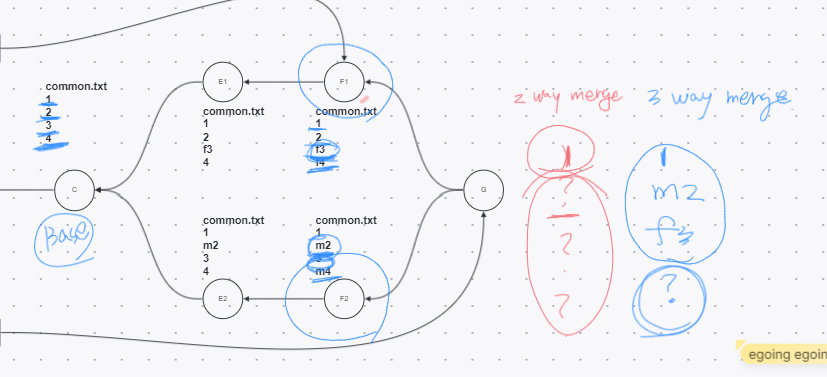 common.txt
1
2
3
4
C
Base
E1
common.txt
1
2
f3
4
F1
common.txt
1
2
f3
f4
E2
common.txt
1
m2
3
4
F2
common.txt
1
m2
3
m4
G
2 way merge
1
?
?
?
3 way merge
1
m2
f3
?
egoing egoin